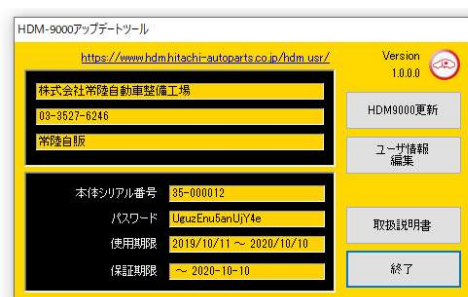 HDM-9000アップデートツール
https://www.hdm.hitachi-autoparts.co.jp/hdm_usr/
Version
1.0.0.0
株式会社常陸自動車整備工場
03-3527-6246
常陸自販
HDM9000更新
ユーザ情報
編集
本体シリアル番号 35-000012
パスワード UguzEnu5anUjY4e
使用期限 2019/10/11 ～ 2020/10/10
保証期限 ～ 2020-10-10
取扱説明書
終了